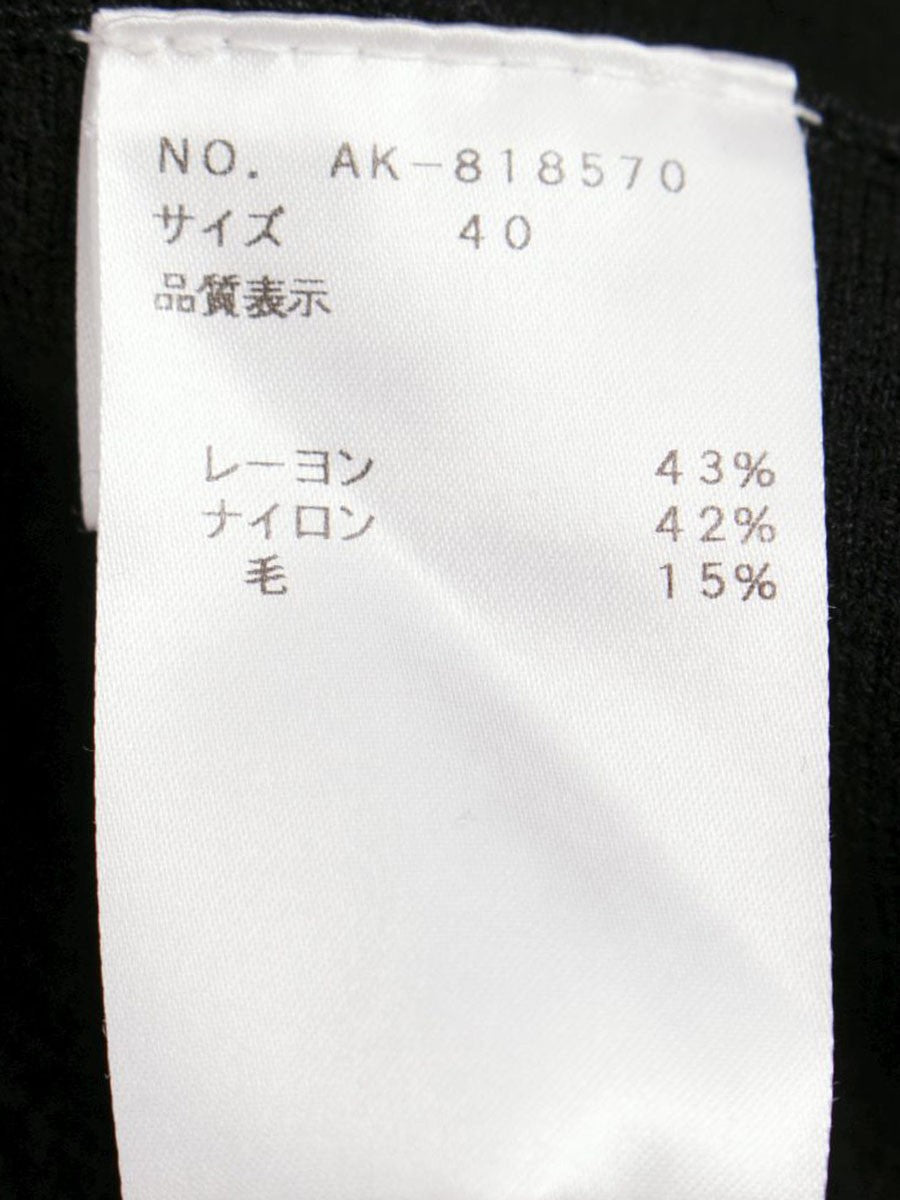 NO. AK-818570
サイズ 40
品質表示
レーヨン 43%
ナイロン 42%
毛 15%